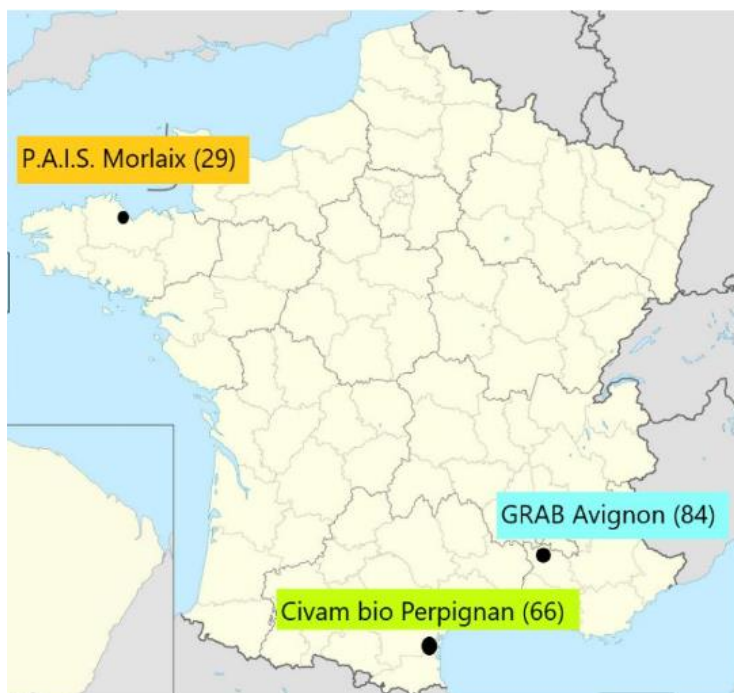 P.A.I.S. Morlaix (29)
GRAB Avignon (84)
Civam bio Perpignan (66)